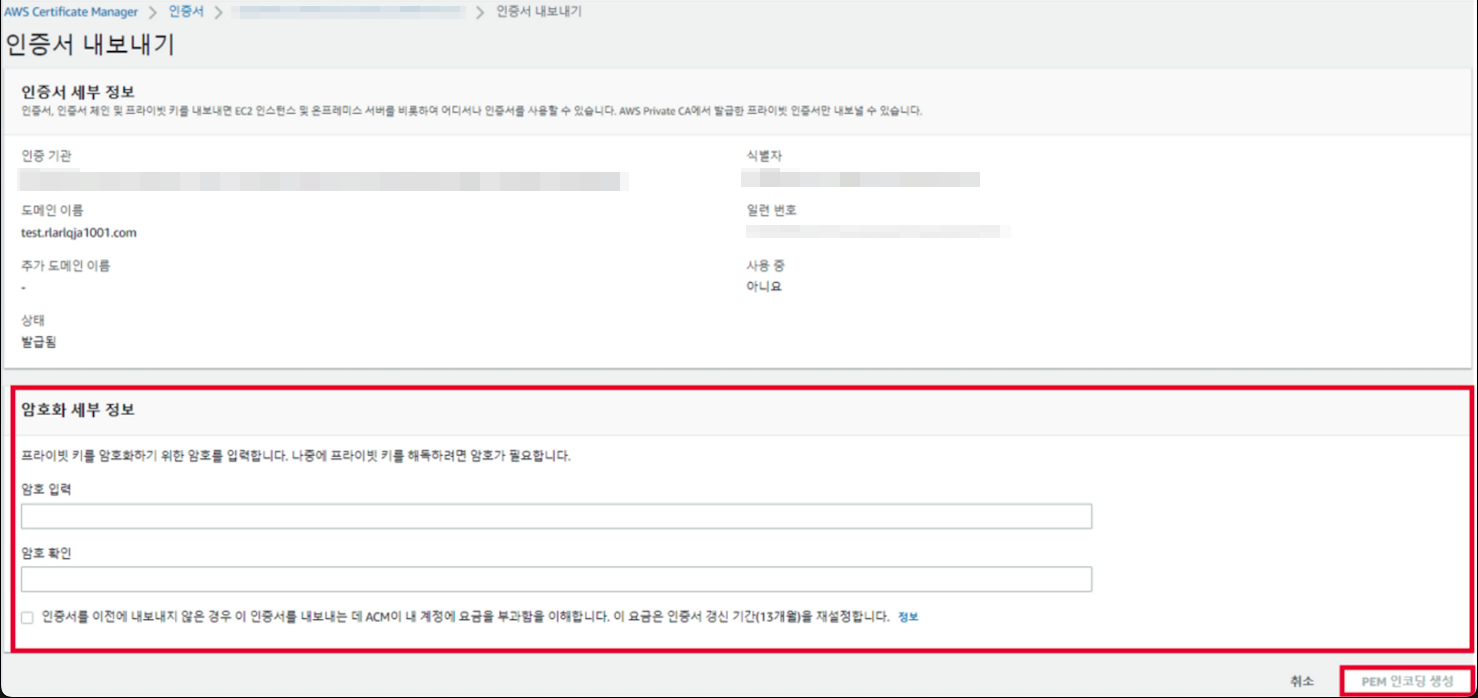 AWS Certificate Manager > 인증서 > > 인증서 내보내기
인증서 내보내기
인증서 세부 정보
인증서, 인증서 체인 및 프라이빗 키를 내보내면 EC2 인스턴스 및 온프레미스 서버를 비롯하여 어디서나 인증서를 사용할 수 있습니다. AWS Private CA에서 발급한 프라이빗 인증서만 내보낼 수 있습니다.
인증 기관
식별자
도메인 이름
일련 번호
test.rlarlqja1001.com
추가 도메인 이름
사용 중
-
아니요
상태
발급됨
암호화 세부 정보
프라이빗 키를 암호화하기 위한 암호를 입력합니다. 나중에 프라이빗 키를 해독하려면 암호가 필요합니다.
암호 입력
암호 확인
인증서를 이전에 내보내지 않은 경우 이 인증서를 내보내는 데 ACM이 내 계정에 요금을 부과함을 이해합니다. 이 요금은 인증서 갱신 기간(13개월)을 재설정합니다. 정보
취소
PEM 인코딩 생성